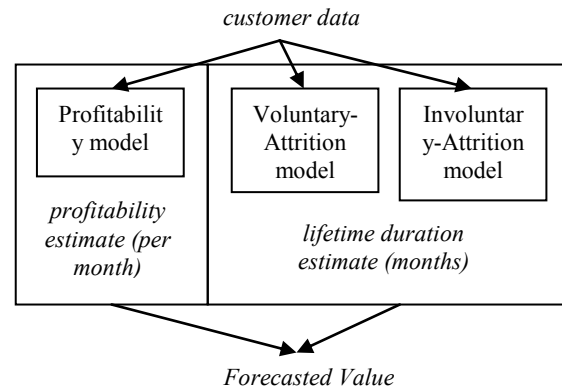 customer data
Profitabilit
y model
Voluntary-
Attrition
model
Involuntar
y-Attrition
model
profitability
estimate (per
month)
lifetime duration
estimate (months)
Forecasted Value